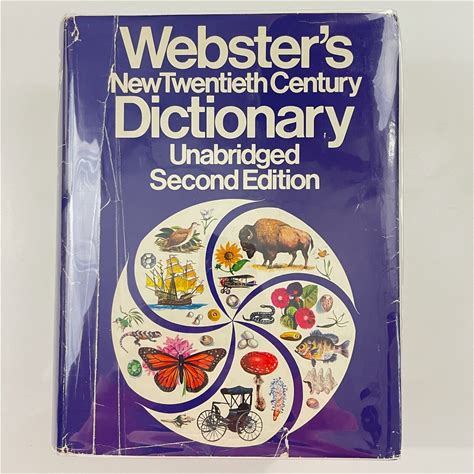 Webster's
New Twentieth Century
Dictionary
Unabridged
Second Edition